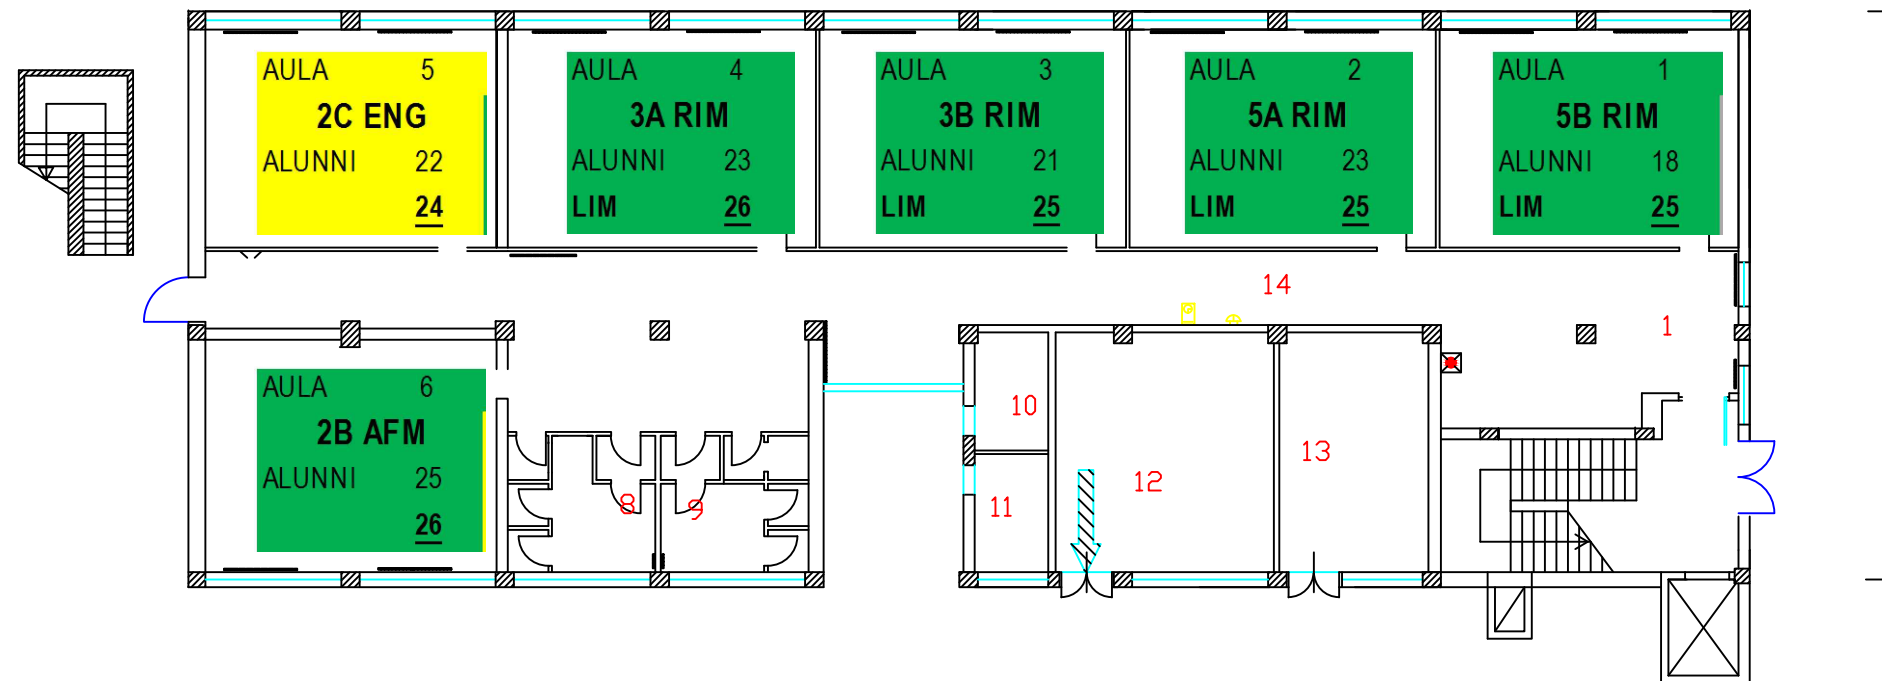 AULA 5
2C ENG
ALUNNI 22
24
AULA 4
3A RIM
ALUNNI 23
LIM 26
AULA 3
3B RIM
ALUNNI 21
LIM 25
AULA 2
5A RIM
ALUNNI 23
LIM 25
AULA 1
5B RIM
ALUNNI 18
LIM 25
14
1
AULA 6
2B AFM
ALUNNI 25
26
8
9
10
11
12
13